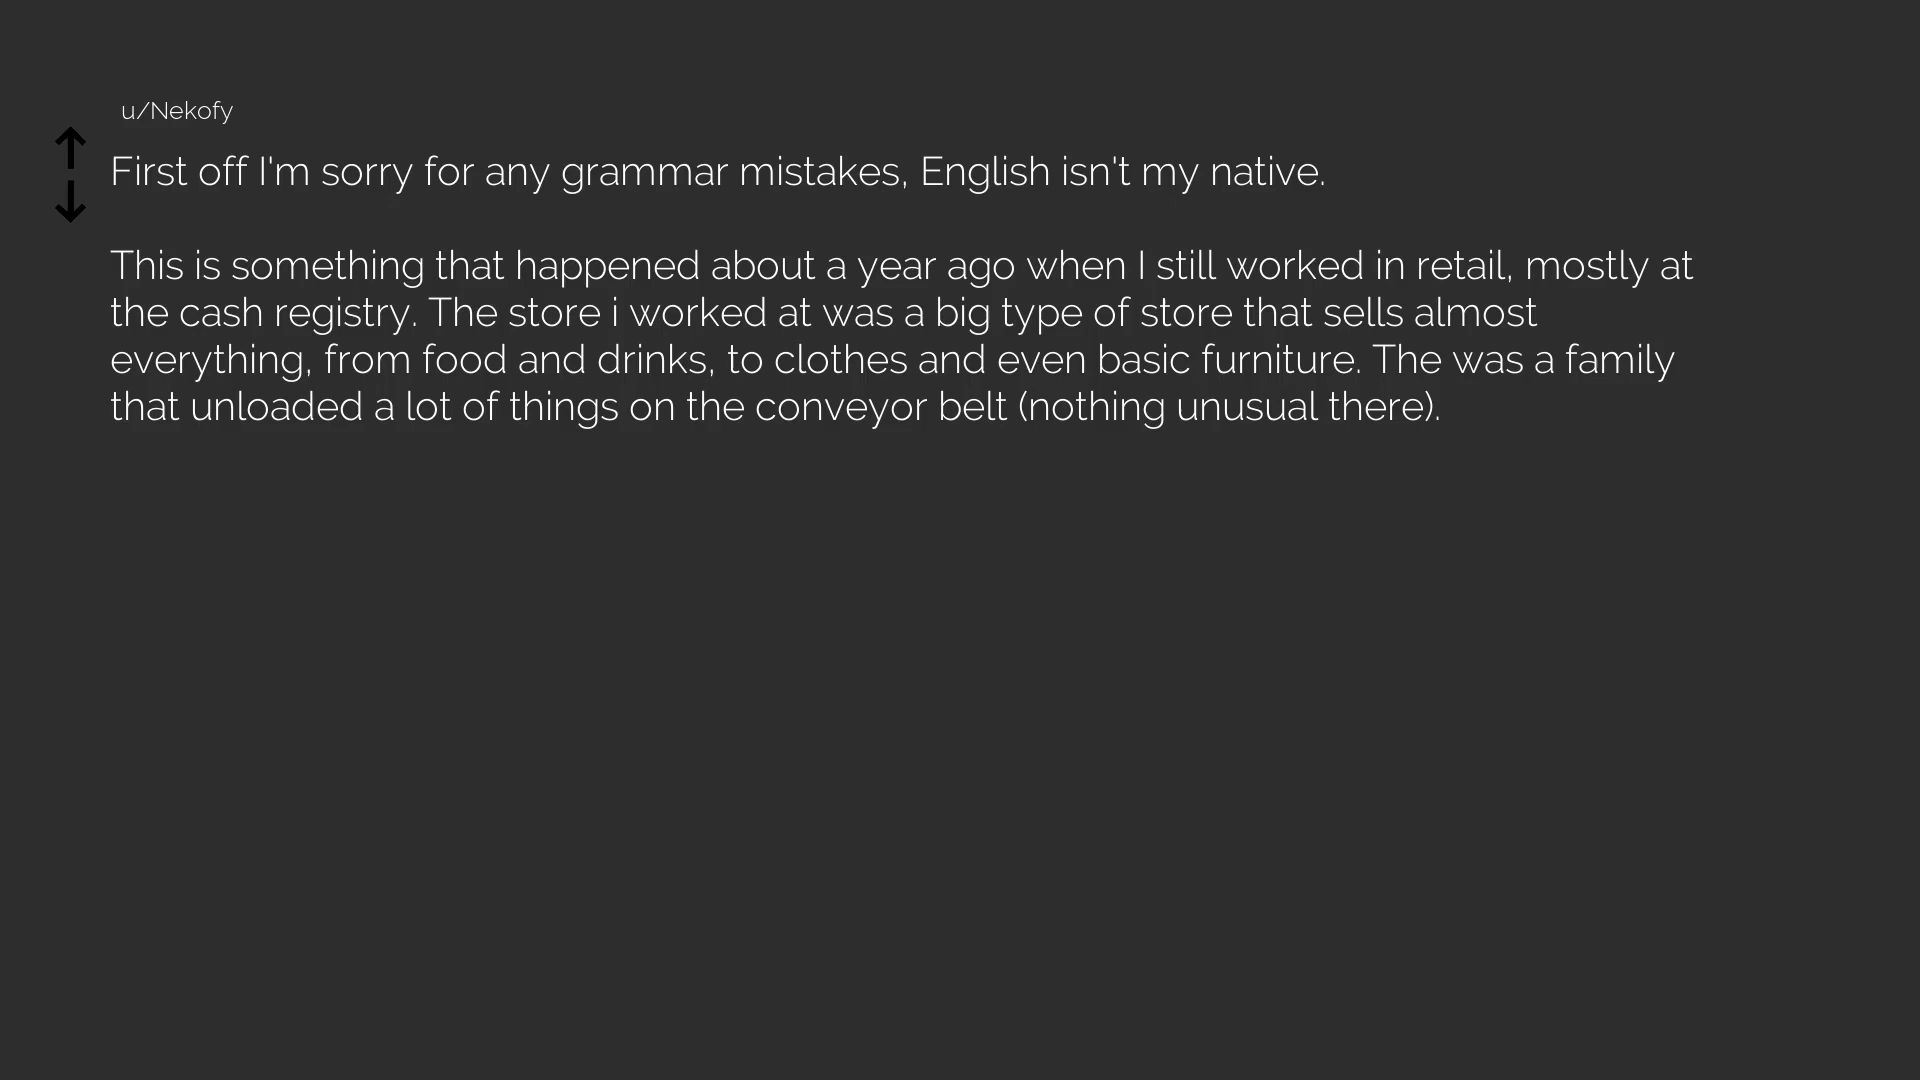 u/Nekofy
First off I'm sorry for any grammar mistakes, English isn't my native.
This is something that happened about a year ago when I still worked in retail, mostly at
the cash registry. The store i worked at was a big type of store that sells almost
everything, from food and drinks, to clothes and even basic furniture. The was a family
that unloaded a lot of things on the conveyor belt (nothing unusual there).